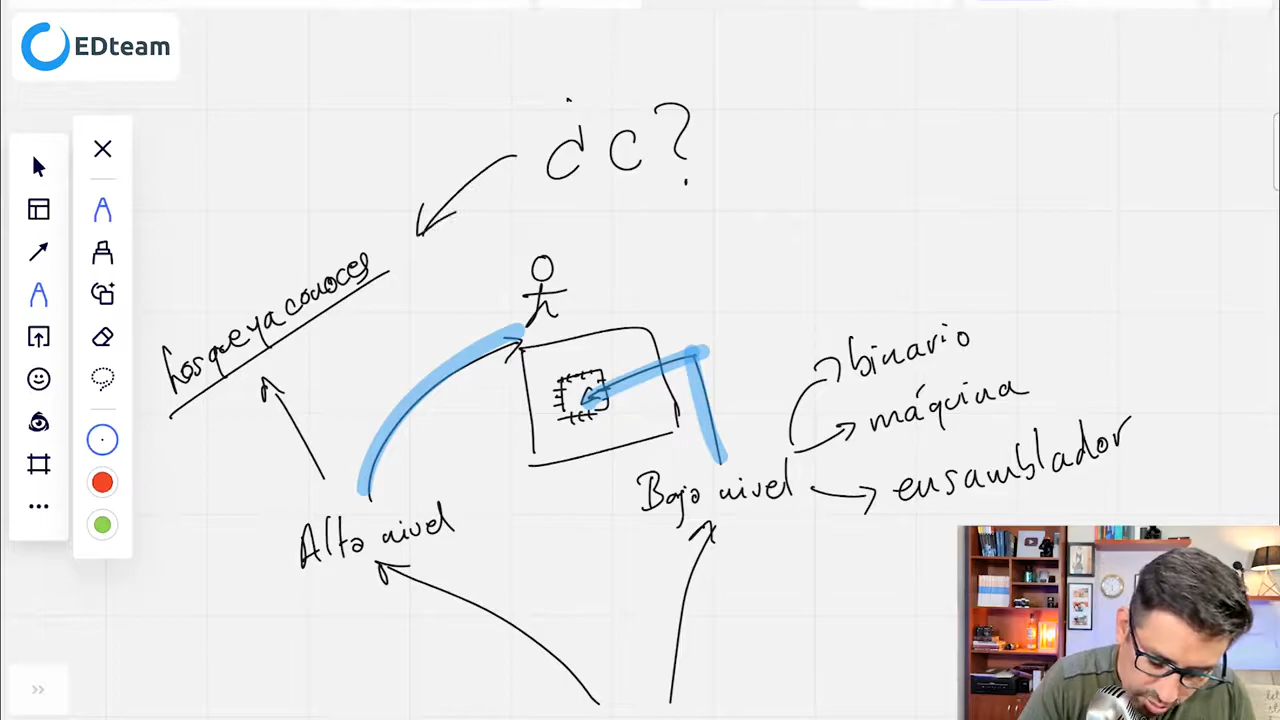 EDteam
¿C?
Los que ya conoces
binario
máquina
ensamblador
Bajo nivel
Alto nivel